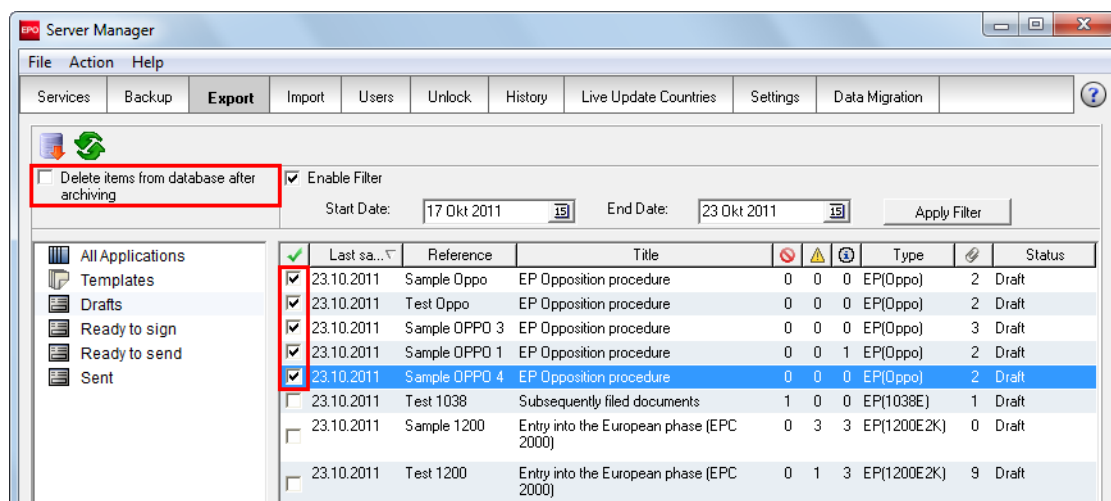 EPO Server Manager
File Action Help
Services Backup Export Import Users Unlock History Live Update Countries Settings Data Migration ?
Delete items from database after
archiving
Enable Filter
Start Date: 17 Okt 2011 15 End Date: 23 Okt 2011 15 Apply Filter
All Applications
Templates
Drafts
Ready to sign
Ready to send
Sent
Last sa... Reference Title Type Status
23.10.2011 Sample Oppo EP Opposition procedure 0 0 0 EP(Oppo) 2 Draft
23.10.2011 Test Oppo EP Opposition procedure 0 0 0 EP(Oppo) 2 Draft
23.10.2011 Sample OPPO 3 EP Opposition procedure 0 0 0 EP(Oppo) 3 Draft
23.10.2011 Sample OPPO 1 EP Opposition procedure 0 0 1 EP(Oppo) 2 Draft
23.10.2011 Sample OPPO 4 EP Opposition procedure 0 0 0 EP(Oppo) 2 Draft
23.10.2011 Test 1038 Subsequently filed documents 1 0 0 EP(1038E) 1 Draft
23.10.2011 Sample 1200 Entry into the European phase (EPC 0 3 3 EP(1200E2K) 0 Draft
2000)
23.10.2011 Test 1200 Entry into the European phase (EPC 0 1 3 EP(1200E2K) 9 Draft
2000)